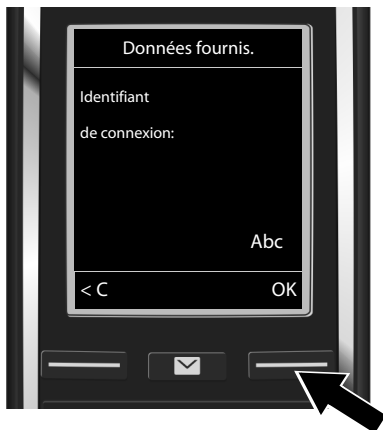 Données fournis.
Identifiant
de connexion:
Abc
< C
OK